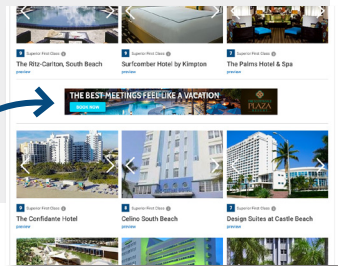 9 Superior First Class
9 Superior First Class
7 Superior First Class
The Ritz-Carlton, South Beach
Surfcomber Hotel by Kimpton
The Palms Hotel & Spa
preview
preview
preview
THE BEST MEETINGS FEEL LIKE A VACATION
BOOK NOW
PLAZA
9 Superior First Class
8 Superior First Class
7 Superior First Class
The Confidante Hotel
Celino South Beach
Design Suites at Castle Beach
preview
preview
preview